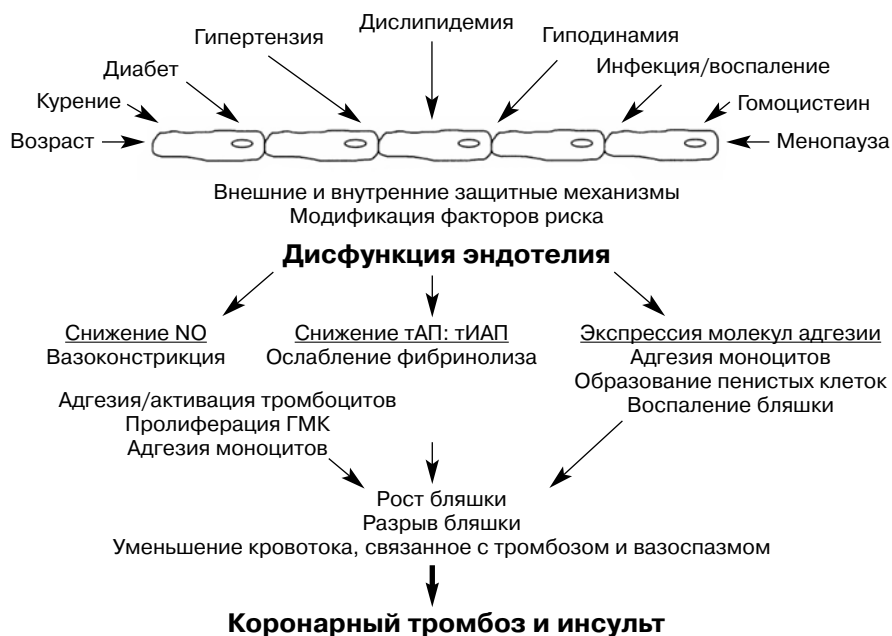 Дислипидемия
Гипертензия
Гиподинамия
Диабет
Инфекция/воспаление
Курение
Гомоцистеин
Возраст
Менопауза
Внешние и внутренние защитные механизмы
Модификация факторов риска
Дисфункция эндотелия
Снижение NO
Вазоконстрикция
Адгезия/активация тромбоцитов
Пролиферация ГМК
Адгезия моноцитов
Снижение тАП: тИАП
Ослабление фибринолиза
Экспрессия молекул адгезии
Адгезия моноцитов
Образование пенистых клеток
Воспаление бляшки
Рост бляшки
Разрыв бляшки
Уменьшение кровотока, связанное с тромбозом и вазоспазмом
Коронарный тромбоз и инсульт